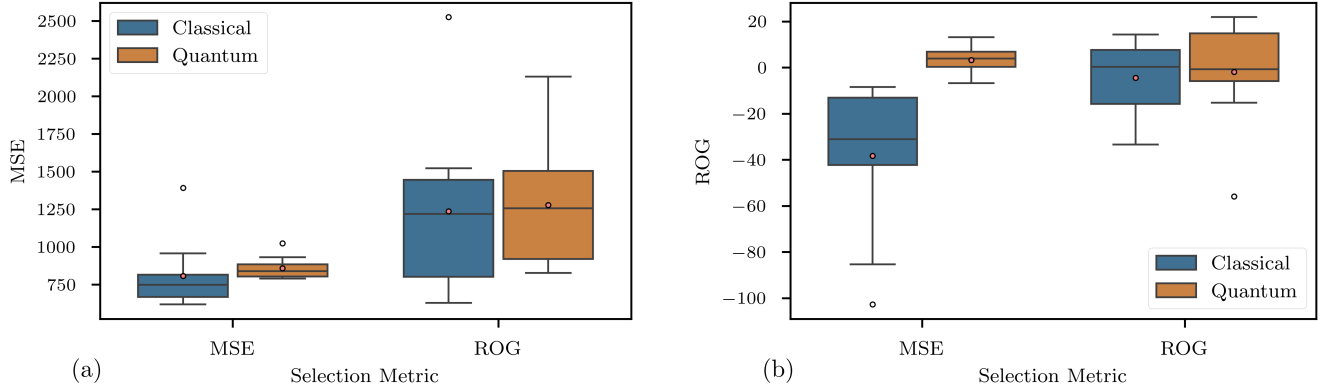 2500
2250
2000
1750
1500
1250
1000
750
MSE
Classical
Quantum
MSE
ROG
Selection Metric
(a)
20
0
−20
−40
−60
−80
−100
ROG
Classical
Quantum
MSE
ROG
Selection Metric
(b)